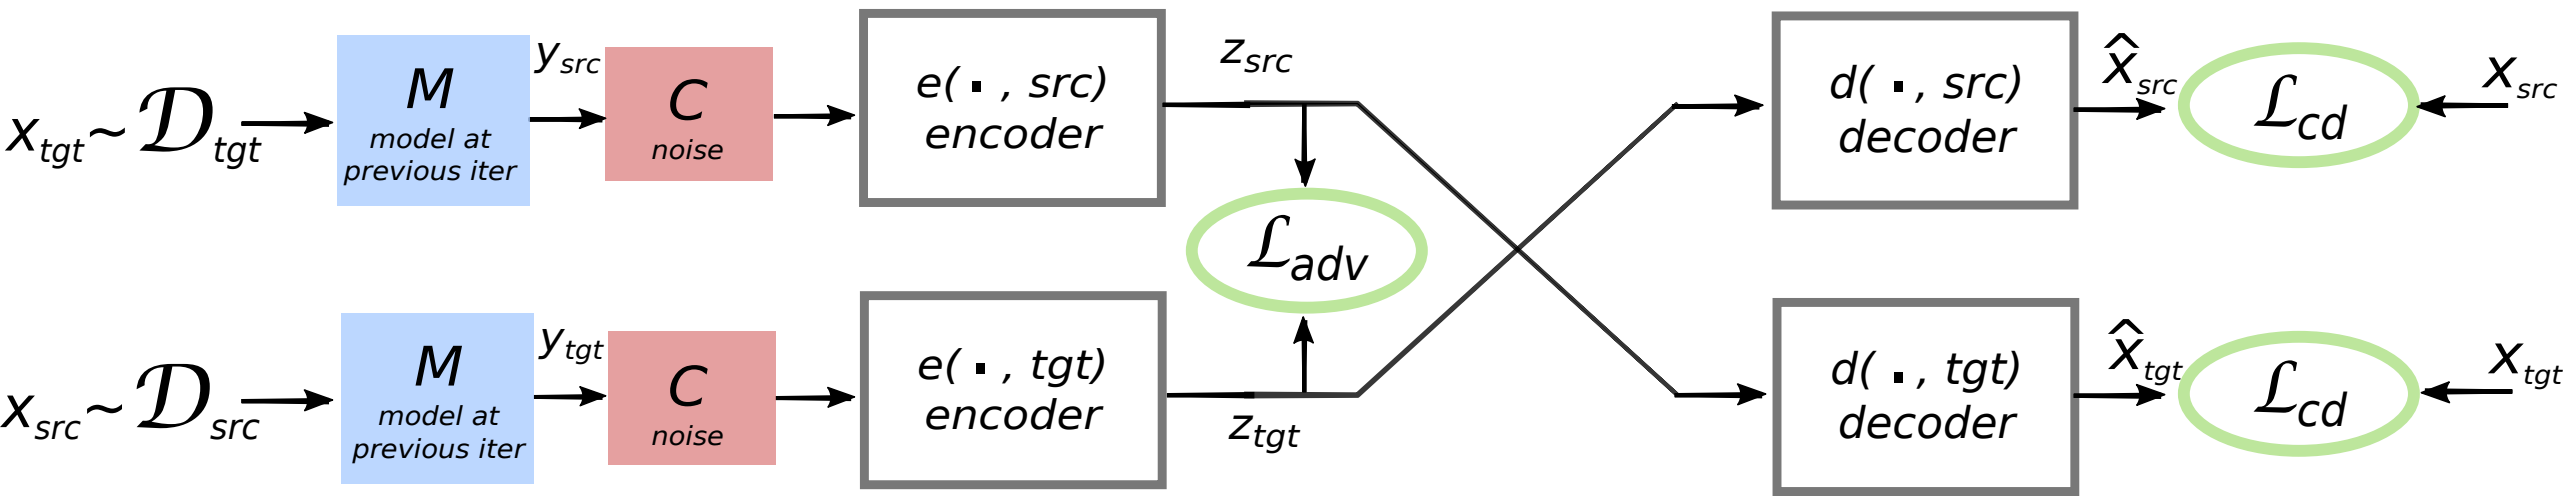 x_tgt ~ 𝒟_tgt
M
model at
previous iter
y_src
C
noise
e( ▪ , src)
encoder
z_src
d( ▪ , src)
decoder
x̂_src
ℒ_cd
x_src
ℒ_adv
x_src ~ 𝒟_src
M
model at
previous iter
y_tgt
C
noise
e( ▪ , tgt)
encoder
z_tgt
d( ▪ , tgt)
decoder
x̂_tgt
ℒ_cd
x_tgt